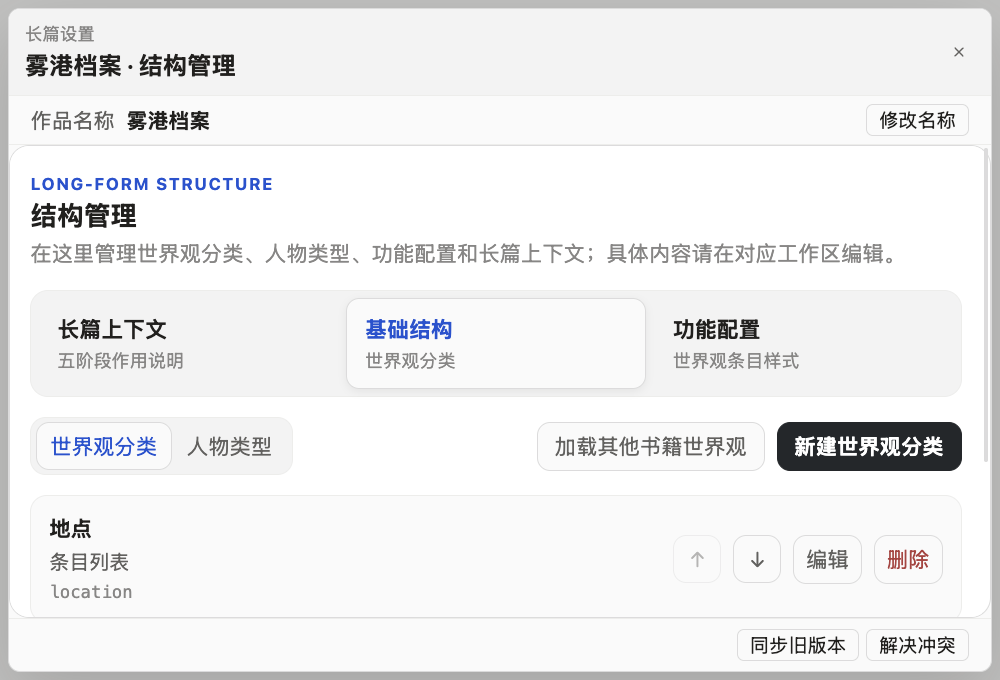 长篇设置
雾港档案 · 结构管理
×
作品名称 雾港档案
修改名称
LONG-FORM STRUCTURE
结构管理
在这里管理世界观分类、人物类型、功能配置和长篇上下文；具体内容请在对应工作区编辑。
长篇上下文
五阶段作用说明
基础结构
世界观分类
功能配置
世界观条目样式
世界观分类 人物类型
加载其他书籍世界观 新建世界观分类
地点
条目列表
location
↑ ↓ 编辑 删除
同步旧版本 解决冲突